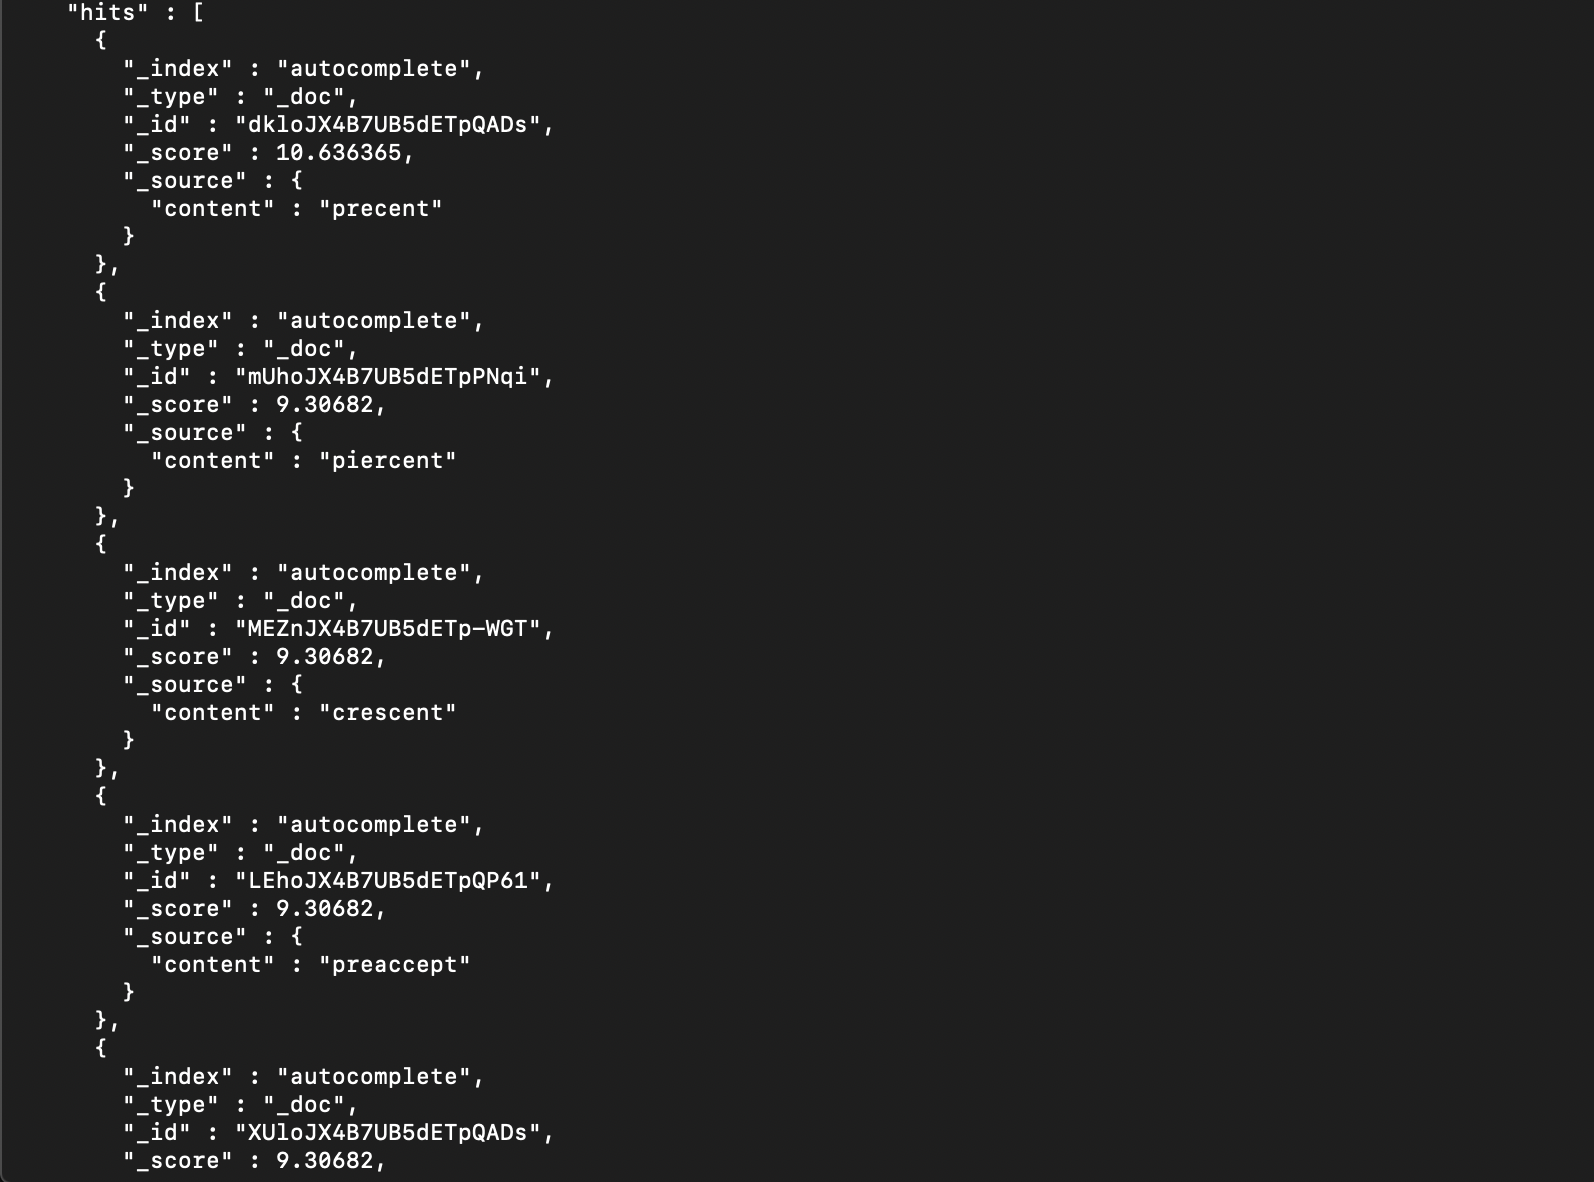 "hits" : [
{
"_index" : "autocomplete",
"_type" : "_doc",
"_id" : "dkloJX4B7UB5dETpQADs",
"_score" : 10.636365,
"_source" : {
"content" : "precent"
}
},
{
"_index" : "autocomplete",
"_type" : "_doc",
"_id" : "mUhoJX4B7UB5dETpPNqi",
"_score" : 9.30682,
"_source" : {
"content" : "piercent"
}
},
{
"_index" : "autocomplete",
"_type" : "_doc",
"_id" : "MEZnJX4B7UB5dETp-WGT",
"_score" : 9.30682,
"_source" : {
"content" : "crescent"
}
},
{
"_index" : "autocomplete",
"_type" : "_doc",
"_id" : "LEhoJX4B7UB5dETpQP61",
"_score" : 9.30682,
"_source" : {
"content" : "preaccept"
}
},
{
"_index" : "autocomplete",
"_type" : "_doc",
"_id" : "XUloJX4B7UB5dETpQADs",
"_score" : 9.30682,